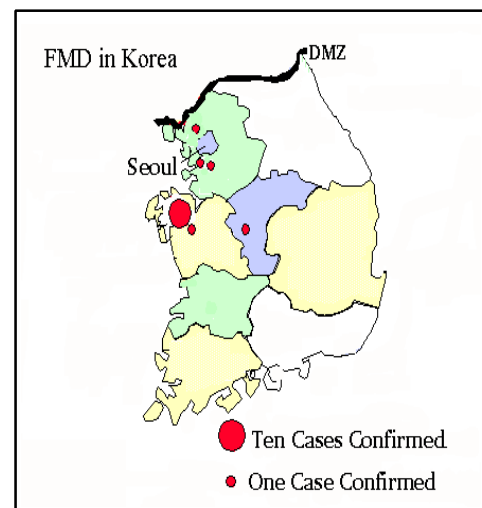 FMD in Korea
DMZ
Seoul
Ten Cases Confirmed
One Case Confirmed